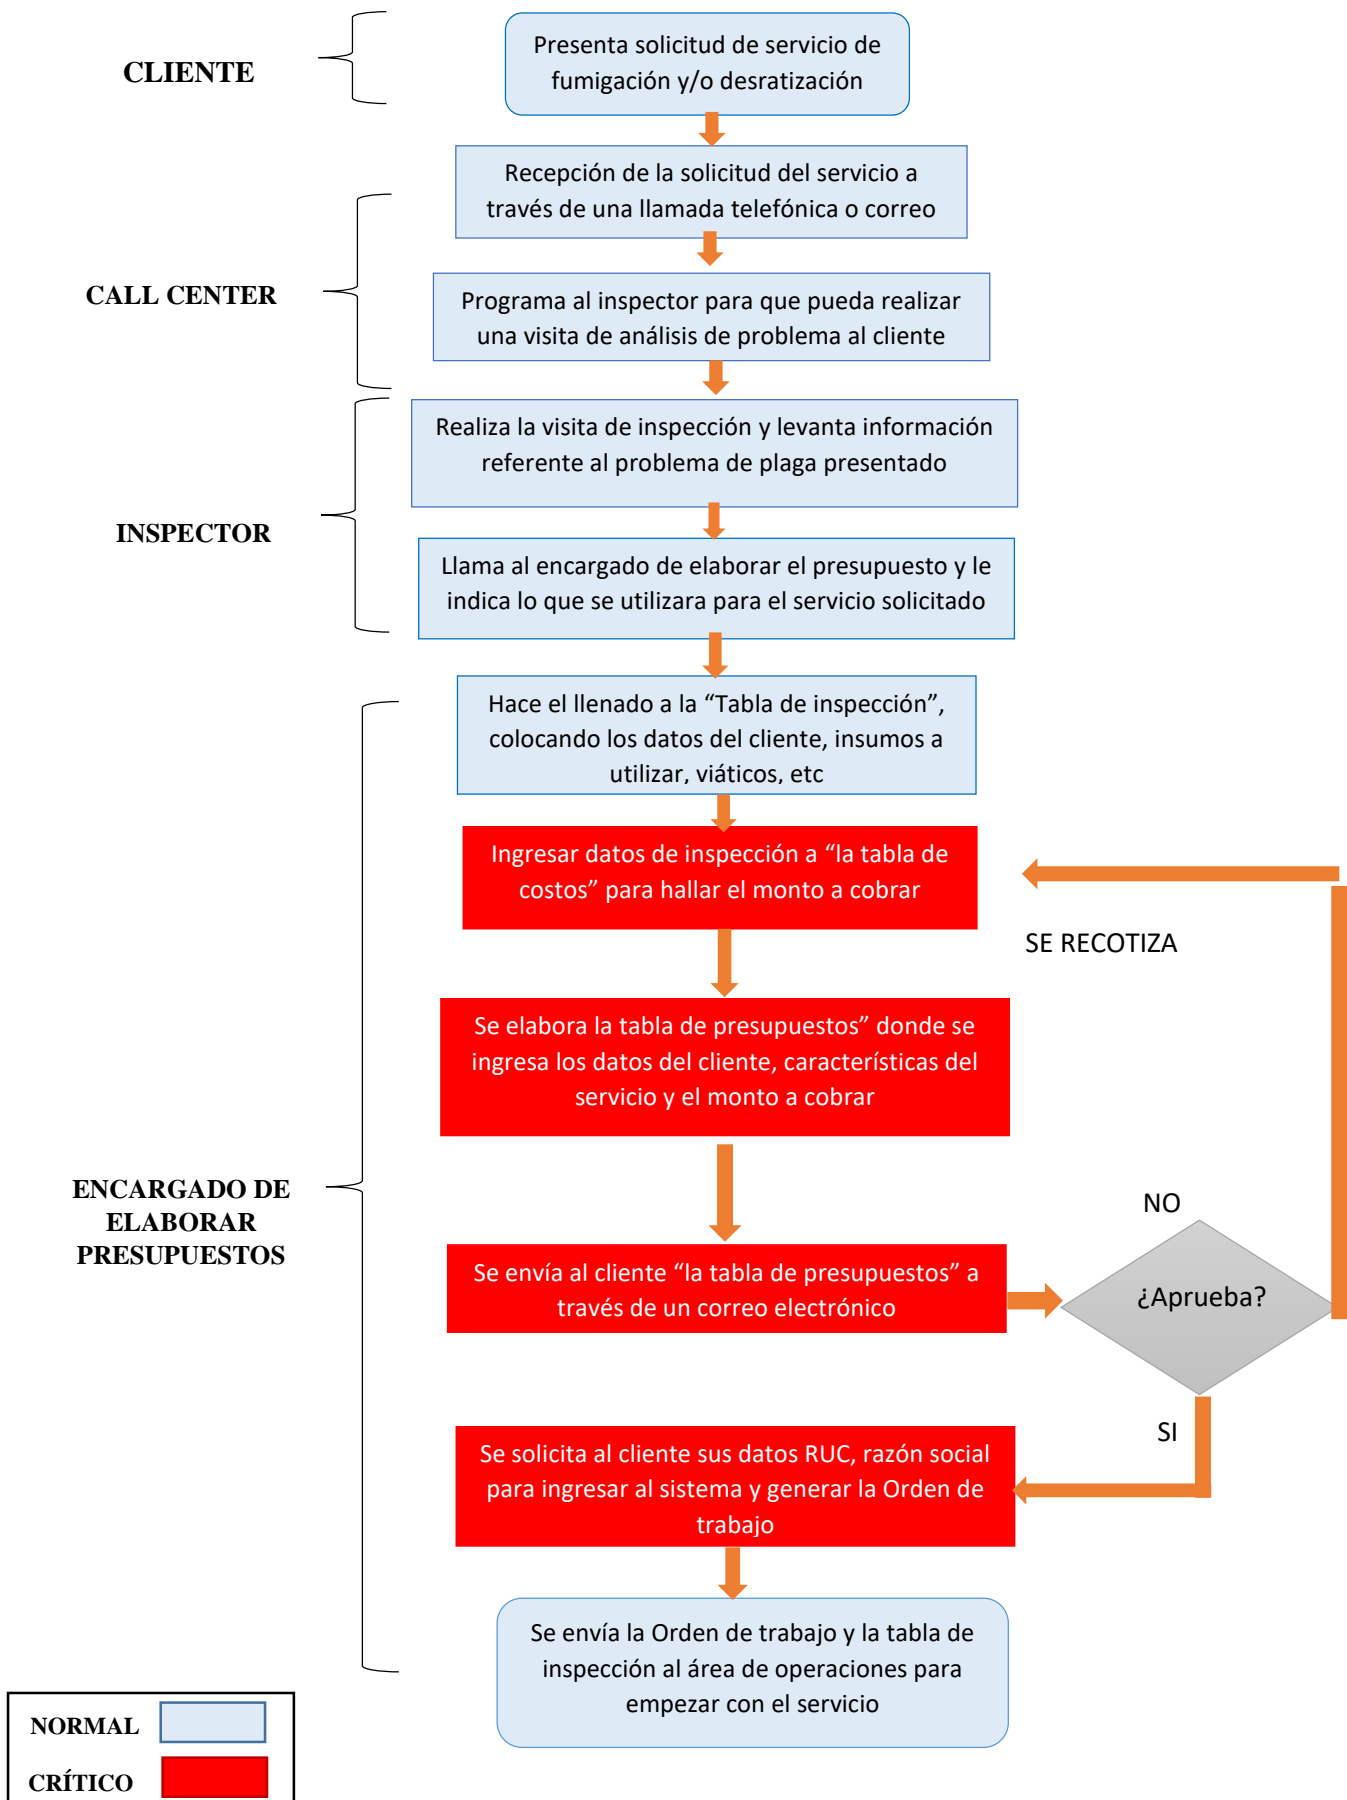 CLIENTE
Presenta solicitud de servicio de
fumigación y/o desratización
Recepción de la solicitud del servicio a
través de una llamada telefónica o correo
CALL CENTER
Programa al inspector para que pueda realizar
una visita de análisis de problema al cliente
Realiza la visita de inspección y levanta información
referente al problema de plaga presentado
INSPECTOR
Llama al encargado de elaborar el presupuesto y le
indica lo que se utilizara para el servicio solicitado
Hace el llenado a la “Tabla de inspección”,
colocando los datos del cliente, insumos a
utilizar, viáticos, etc
Ingresar datos de inspección a “la tabla de
costos” para hallar el monto a cobrar
SE RECOTIZA
Se elabora la tabla de presupuestos” donde se
ingresa los datos del cliente, característícas del
servicio y el monto a cobrar
ENCARGADO DE
ELABORAR
PRESUPUESTOS
NO
Se envía al cliente “la tabla de presupuestos” a
través de un correo electrónico
¿Aprueba?
SI
Se solicita al cliente sus datos RUC, razón social
para ingresar al sistema y generar la Orden de
trabajo
Se envía la Orden de trabajo y la tabla de
inspección al área de operaciones para
empezar con el servicio
NORMAL
CRÍTICO